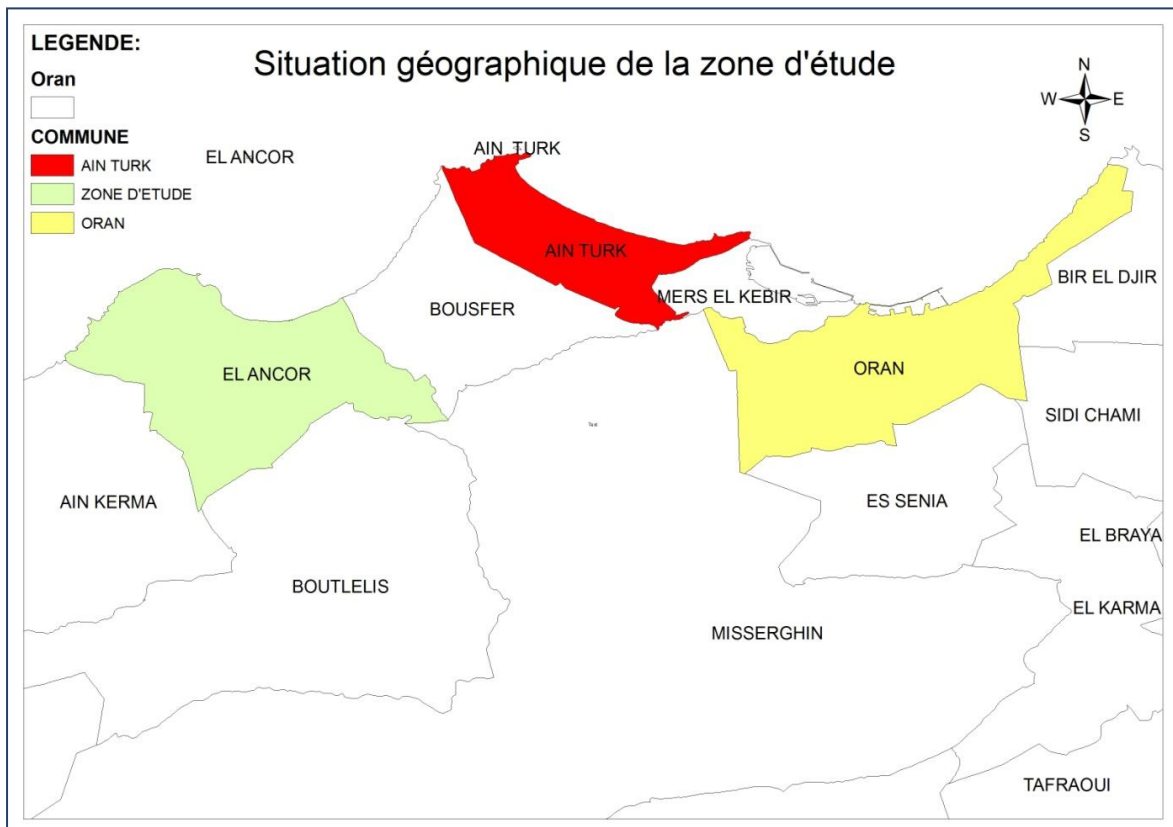 LEGENDE:
Situation géographique de la zone d'étude
Oran
N
W E
S
COMMUNE
AIN TURK
ZONE D'ETUDE
ORAN
EL ANCOR
AIN TURK
AIN TURK
BIR EL DJIR
MERS EL KEBIR
BOUSFER
EL ANCOR
ORAN
SIDI CHAMI
Text
AIN KERMA
ES SENIA
EL BRAYA
BOUTLELIS
EL KARMA
MISSERGHIN
TAFRAOUI